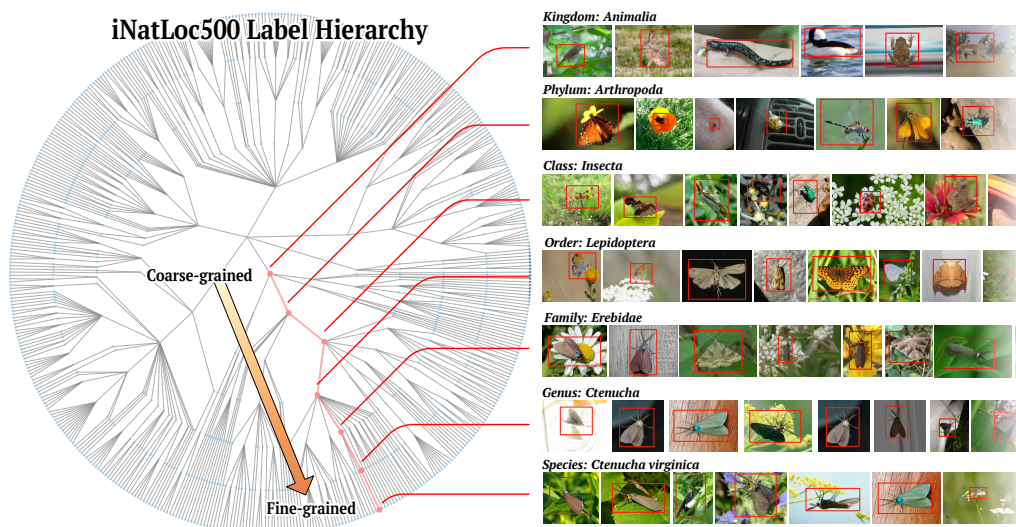 iNatLoc500 Label Hierarchy
Coarse-grained
Fine-grained
Kingdom: Animalia
Phylum: Arthropoda
Class: Insecta
Order: Lepidoptera
Family: Erebidae
Genus: Ctenucha
Species: Ctenucha virginica